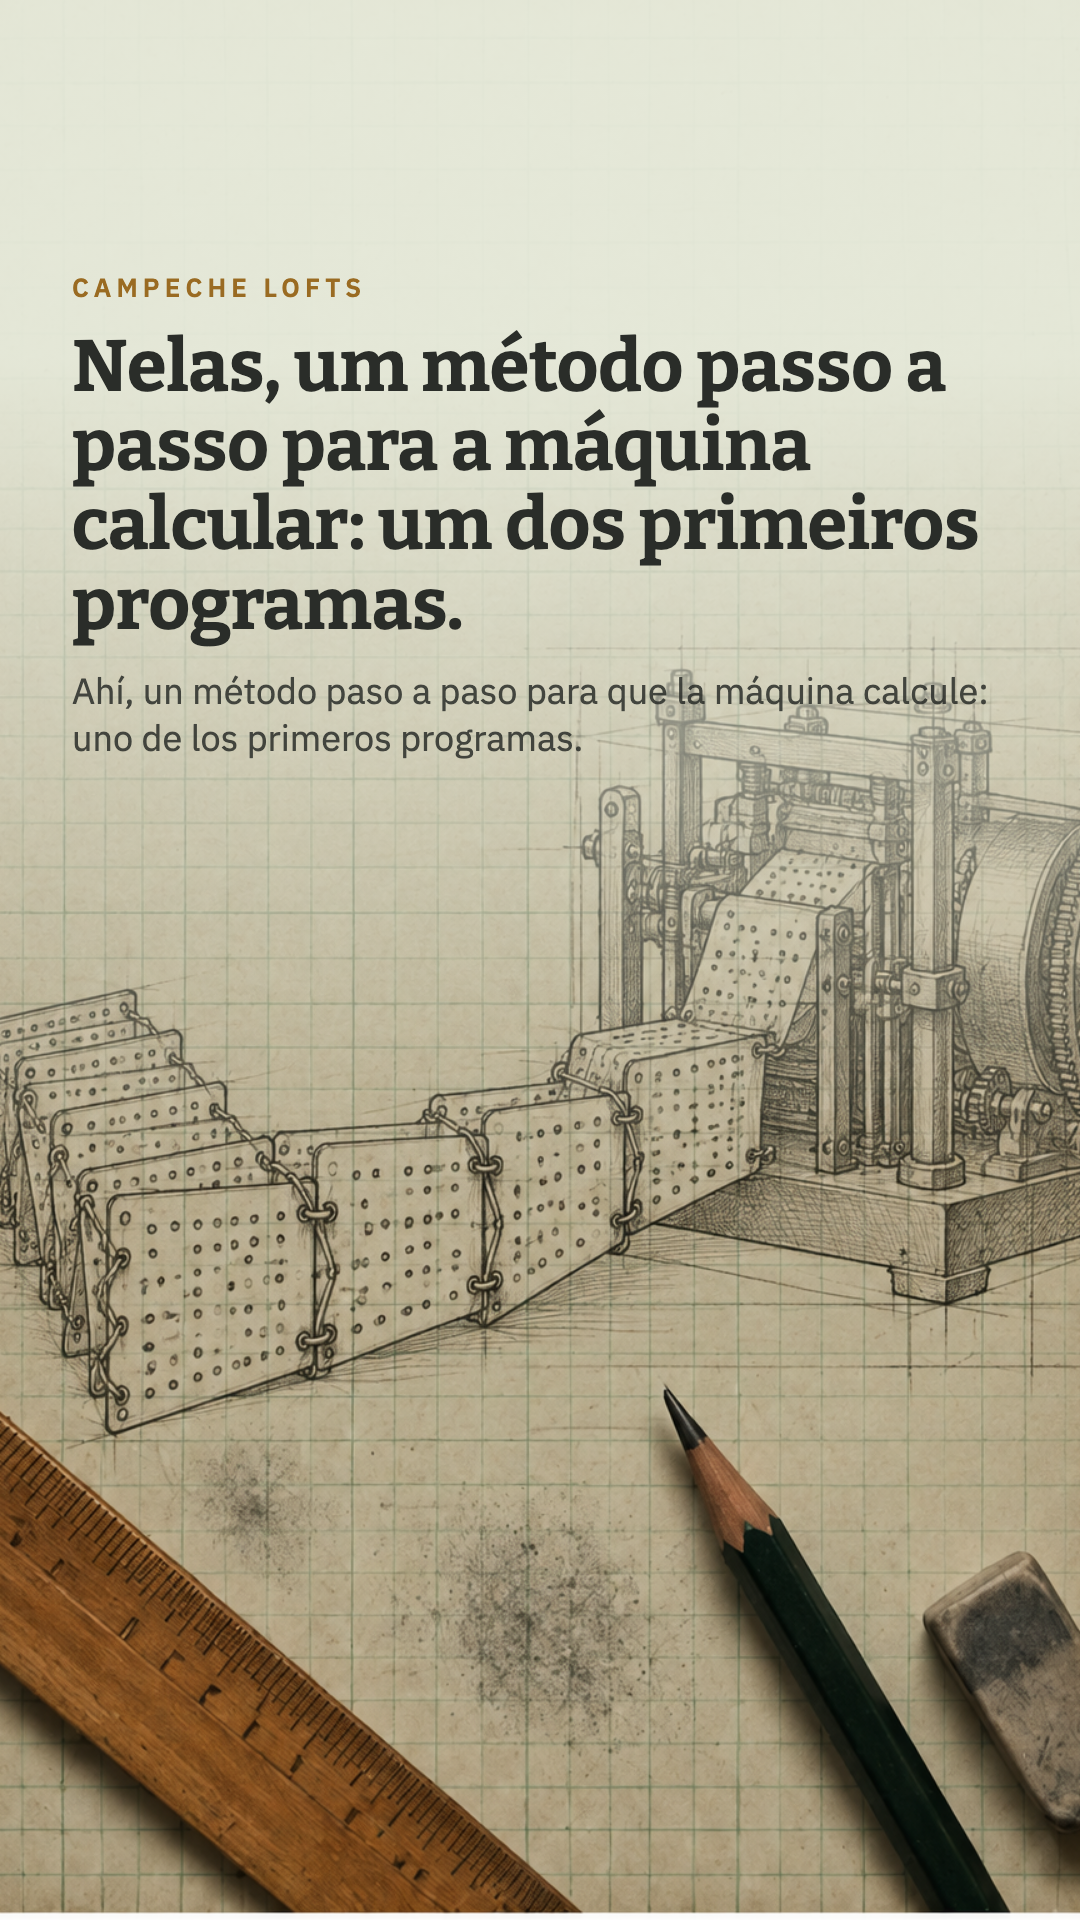 CAMPECHE LOFTS
Nelas, um método passo a
passo para a máquina
calcular: um dos primeiros
programas.
Ahí, un método paso a paso para que la máquina calcule:
uno de los primeros programas.